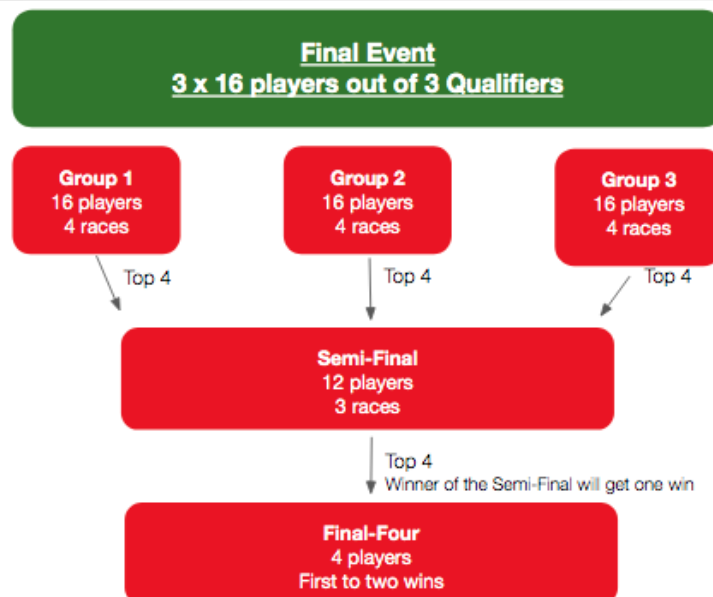 Final Event
3 x 16 players out of 3 Qualifiers
Group 1
16 players
4 races
Group 2
16 players
4 races
Group 3
16 players
4 races
Top 4
Top 4
Top 4
Semi-Final
12 players
3 races
Top 4
Winner of the Semi-Final will get one win
Final-Four
4 players
First to two wins